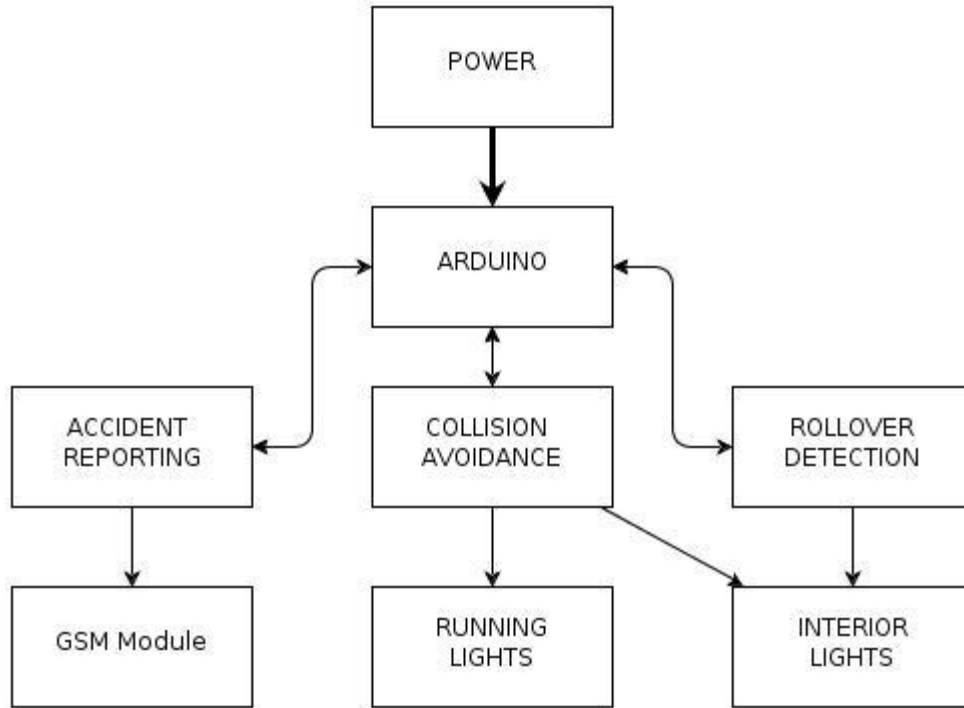 POWER
ARDUINO
ACCIDENT
REPORTING
COLLISION
AVOIDANCE
ROLLOVER
DETECTION
GSM Module
RUNNING
LIGHTS
INTERIOR
LIGHTS